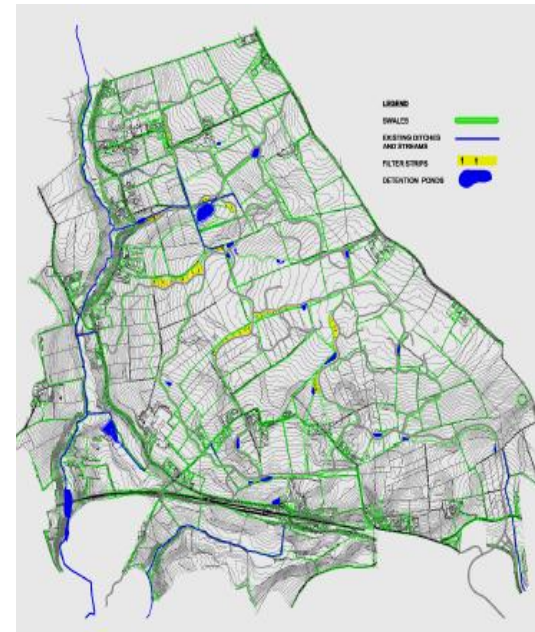 LEGEND
SWALES
EXISTING DITCHES
AND STREAMS
FILTER STRIPS
DETENTION PONDS